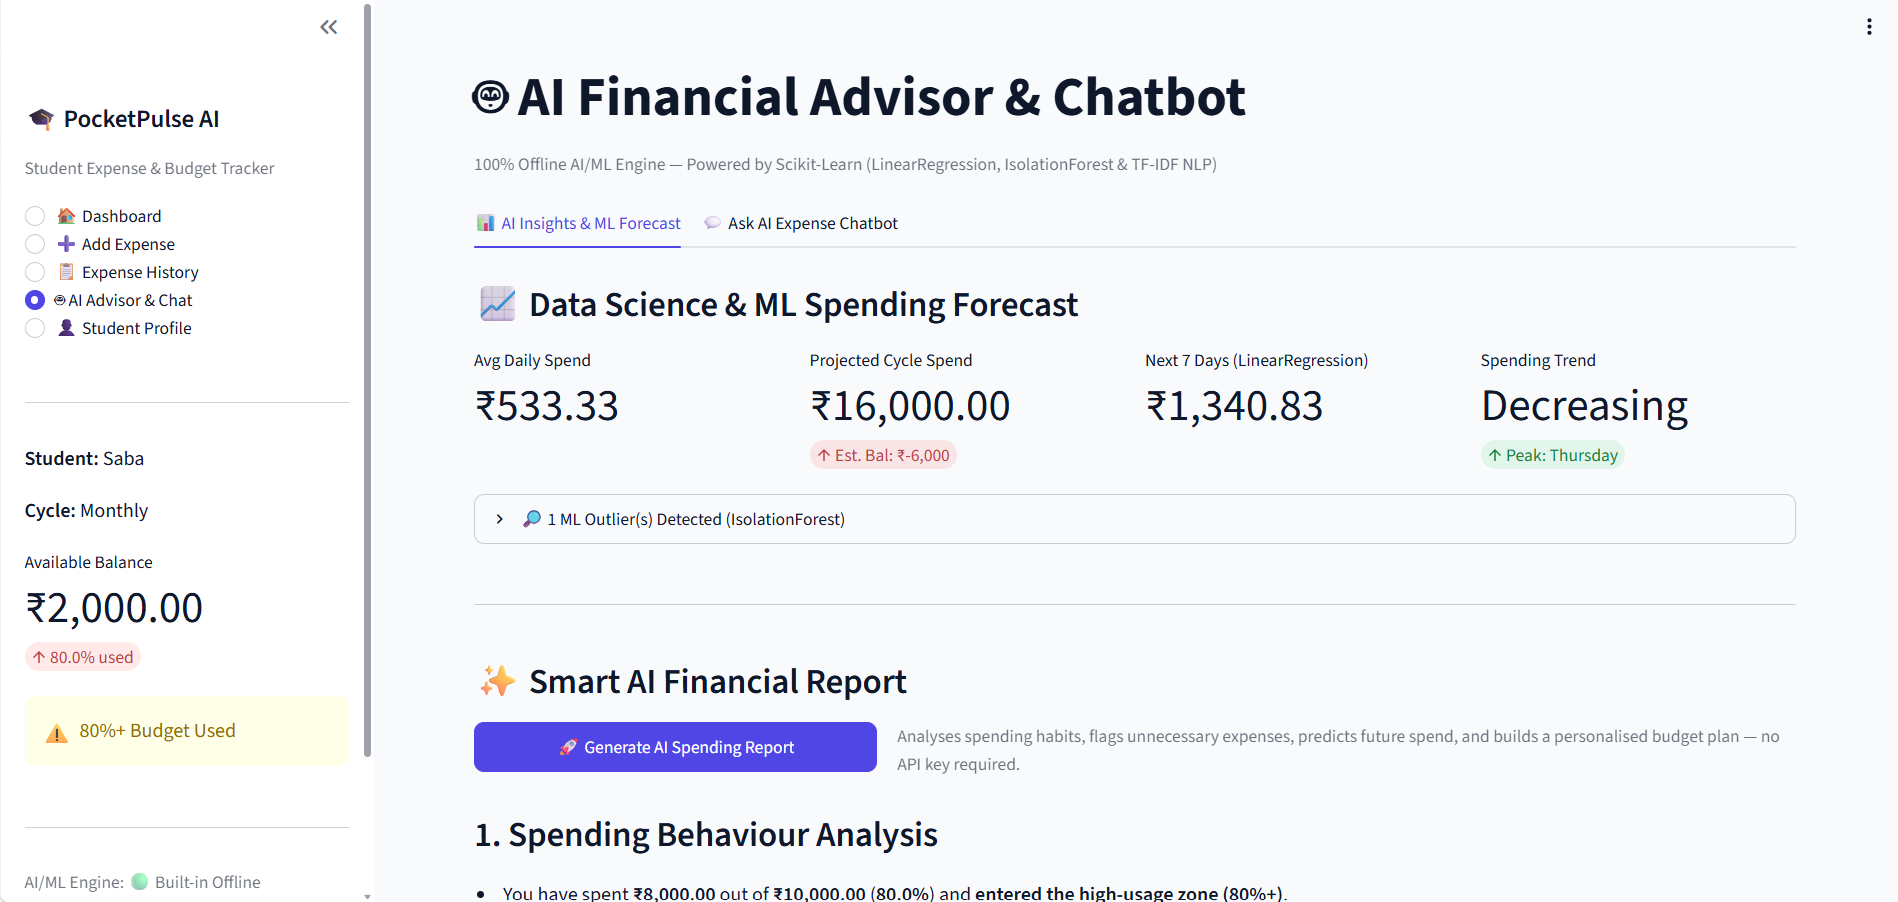 PocketPulse AI
Student Expense & Budget Tracker
Dashboard
Add Expense
Expense History
AI Advisor & Chat
Student Profile
Student: Saba
Cycle: Monthly
Available Balance
₹2,000.00
↑ 80.0% used
80%+ Budget Used
AI/ML Engine: Built-in Offline
AI Financial Advisor & Chatbot
100% Offline AI/ML Engine — Powered by Scikit-Learn (LinearRegression, IsolationForest & TF-IDF NLP)
AI Insights & ML Forecast
Ask AI Expense Chatbot
Data Science & ML Spending Forecast
Avg Daily Spend
₹533.33
Projected Cycle Spend
₹16,000.00
↑ Est. Bal: ₹-6,000
Next 7 Days (LinearRegression)
₹1,340.83
Spending Trend
Decreasing
↑ Peak: Thursday
1 ML Outlier(s) Detected (IsolationForest)
Smart AI Financial Report
Generate AI Spending Report
Analyses spending habits, flags unnecessary expenses, predicts future spend, and builds a personalised budget plan — no
API key required.
1. Spending Behaviour Analysis
• You have spent ₹8,000.00 out of ₹10,000.00 (80.0%) and entered the high-usage zone (80%+).